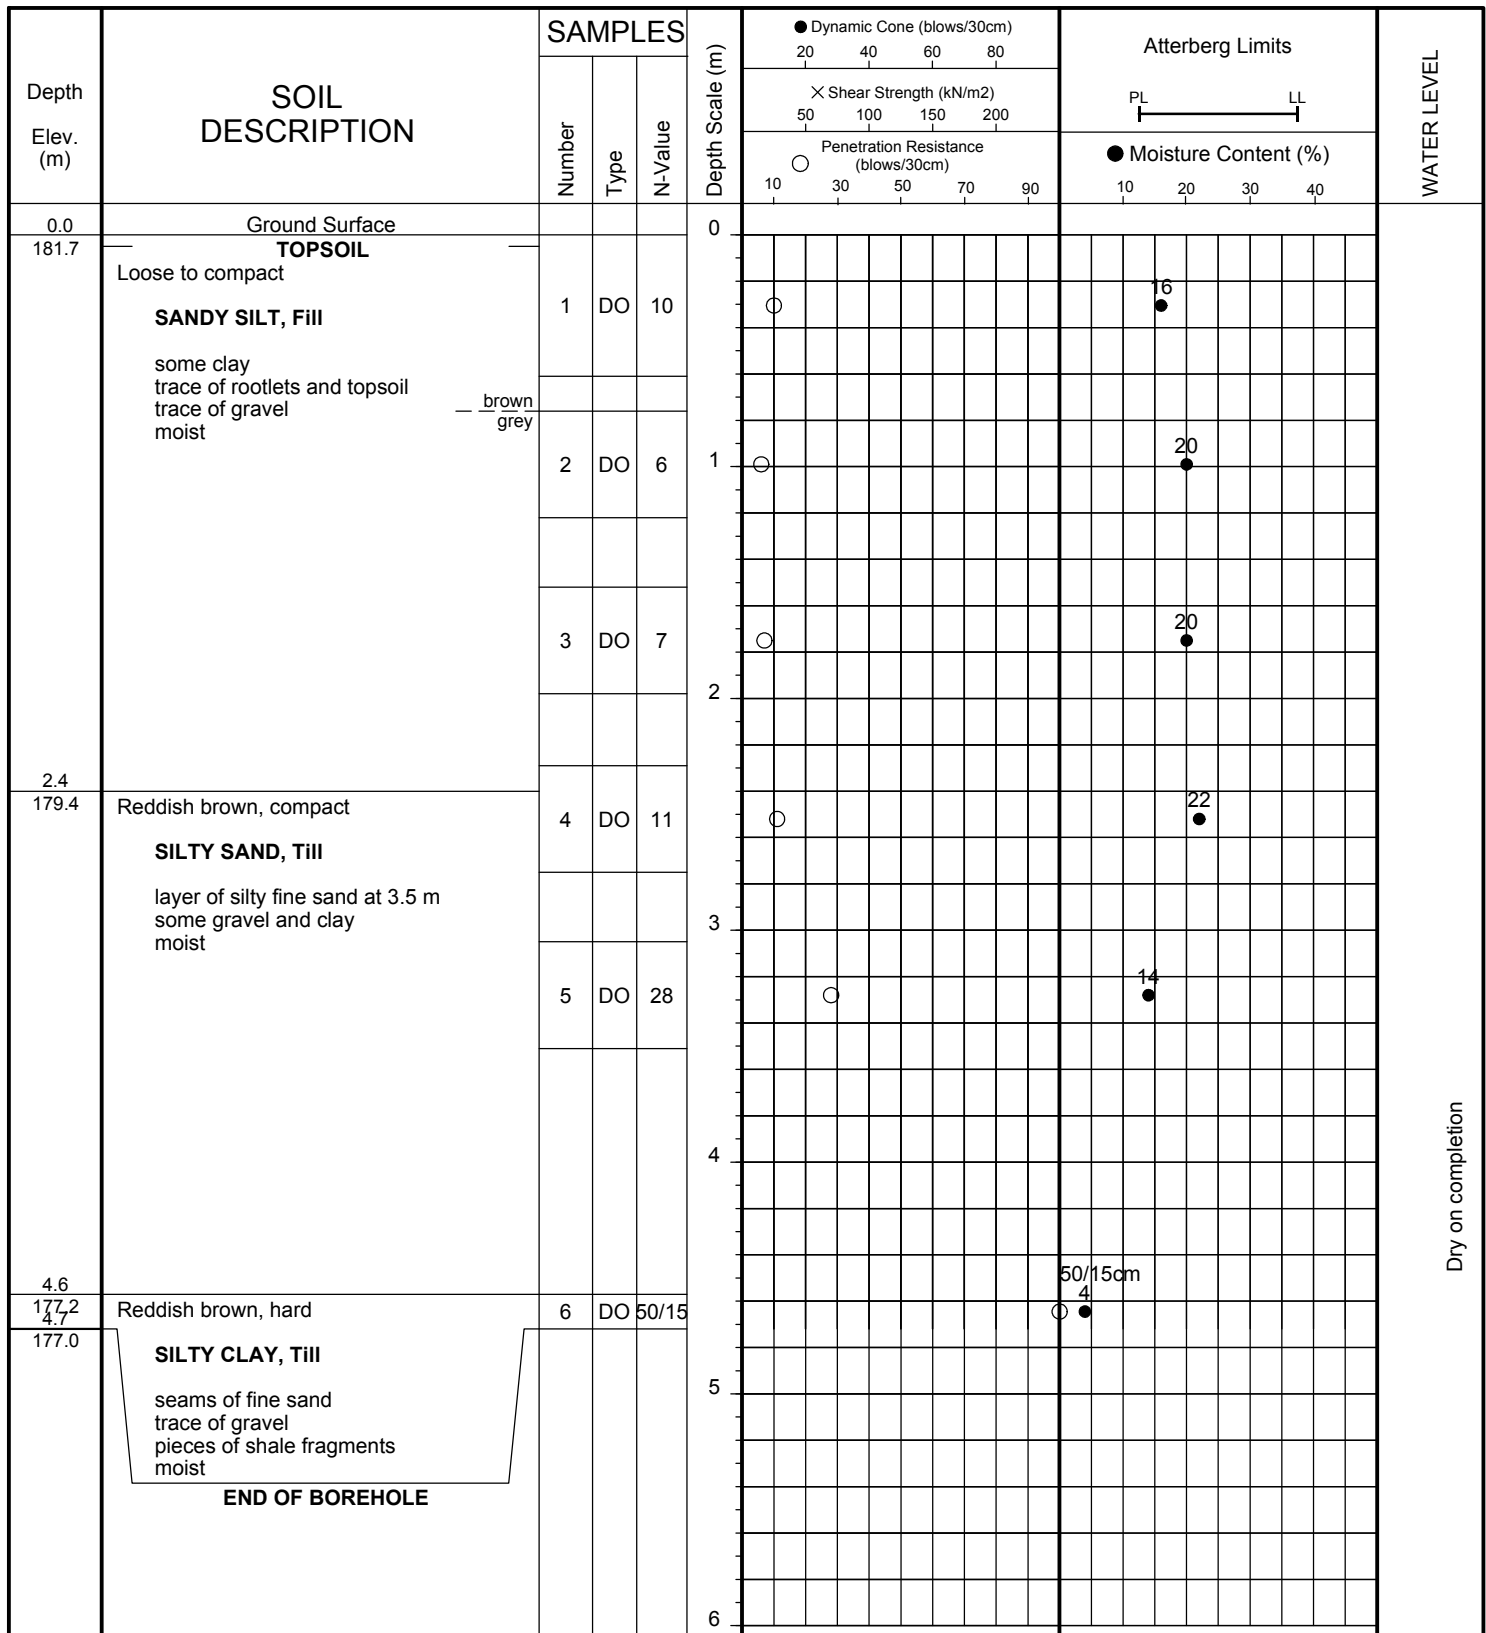 Depth
Elev.
(m)
SOIL
DESCRIPTION
SAMPLES
Number
Type
N-Value
Depth Scale (m)
Dynamic Cone (blows/30cm)
20 40 60 80
Shear Strength (kN/m2)
50 100 150 200
Penetration Resistance
(blows/30cm)
10 30 50 70 90
Atterberg Limits
PL LL
Moisture Content (%)
10 20 30 40
WATER LEVEL
0.0 Ground Surface
0
181.7 TOPSOIL
Loose to compact
1 DO 10
16
SANDY SILT, Fill
some clay
trace of rootlets and topsoil
trace of gravel
moist
brown
grey
2 DO 6
1
20
3 DO 7
20
2
2.4
179.4 Reddish brown, compact
4 DO 11
22
SILTY SAND, Till
layer of silty fine sand at 3.5 m
some gravel and clay
moist
3
5 DO 28
14
4
Dry on completion
4.6
177.2 Reddish brown, hard
6 DO 50/15
50/15cm
4
4.7
177.0
SILTY CLAY, Till
seams of fine sand
trace of gravel
pieces of shale fragments
moist
5
END OF BOREHOLE
6